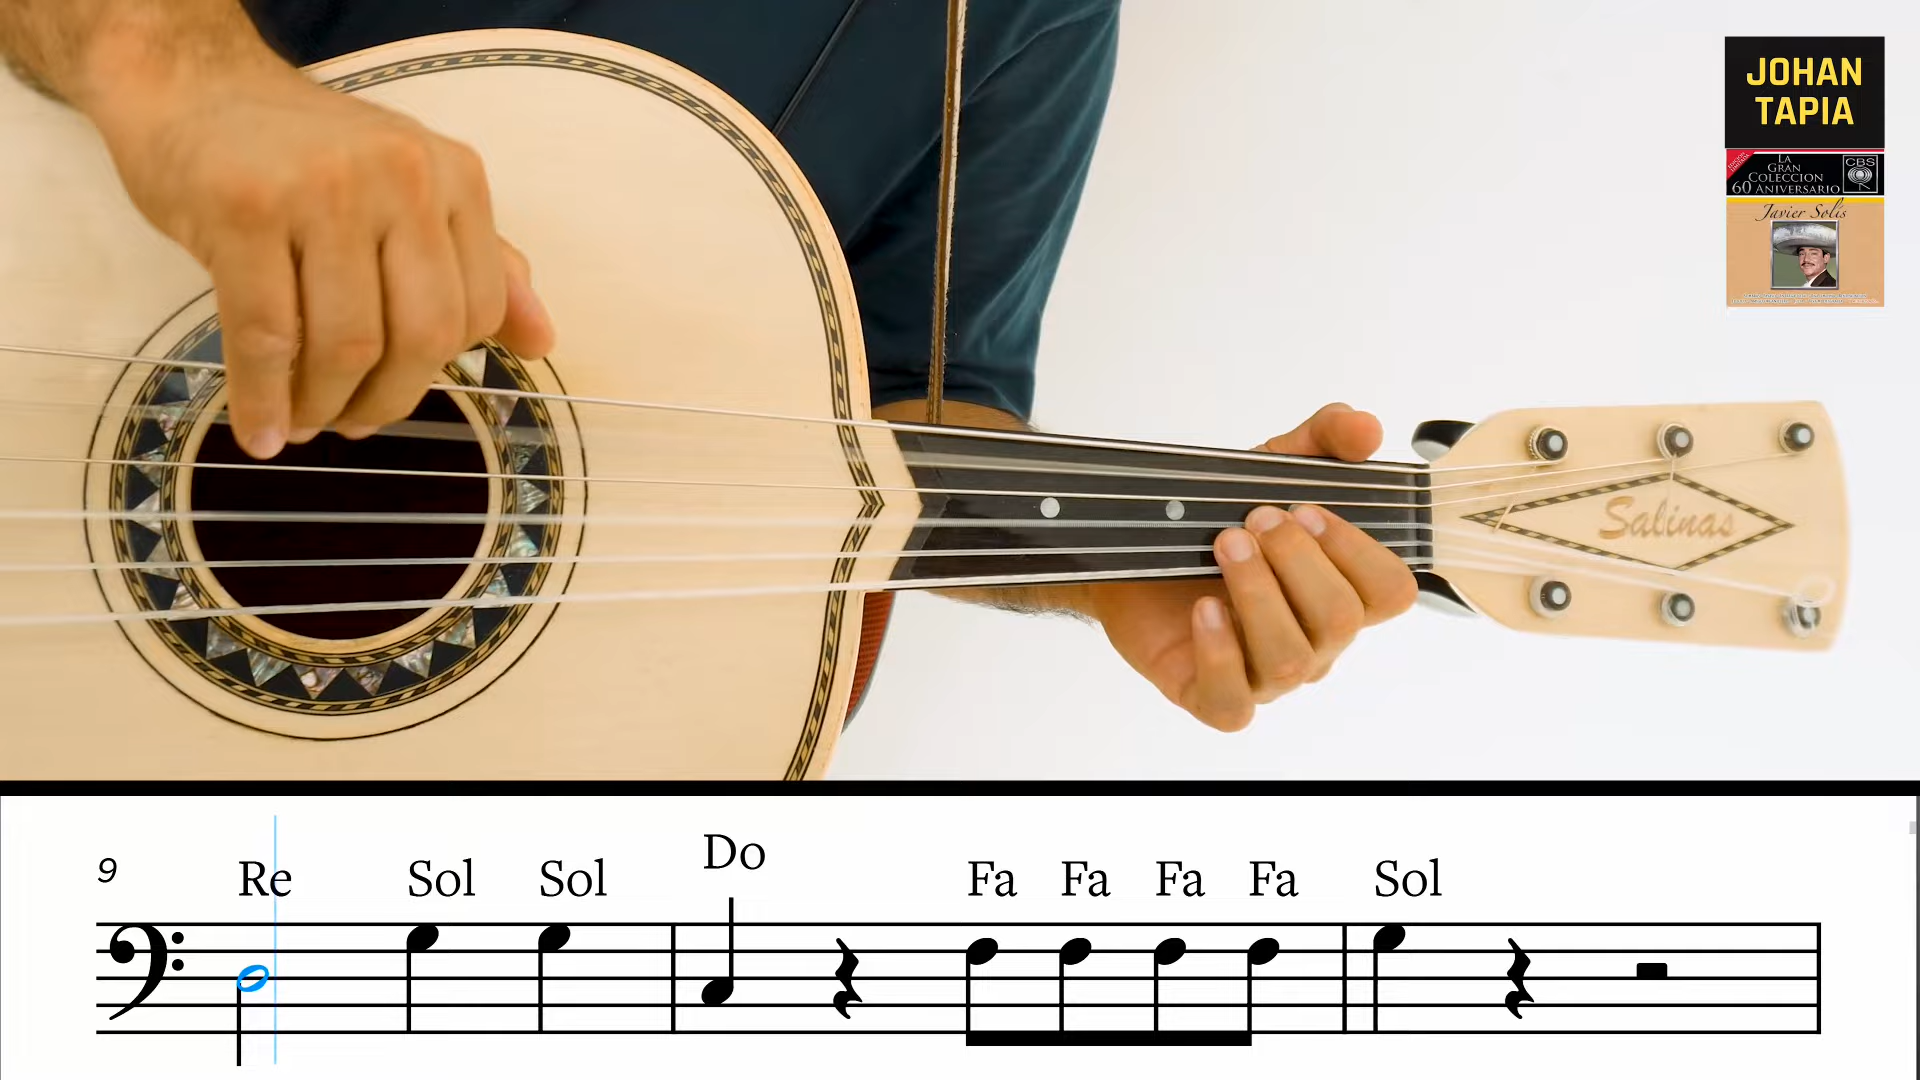 JOHAN
TAPIA
LA
GRAN
COLECCION
60 ANIVERSARIO
CBS
Javier Solís
Salinas
9 Re Sol Sol Do Fa Fa Fa Fa Sol